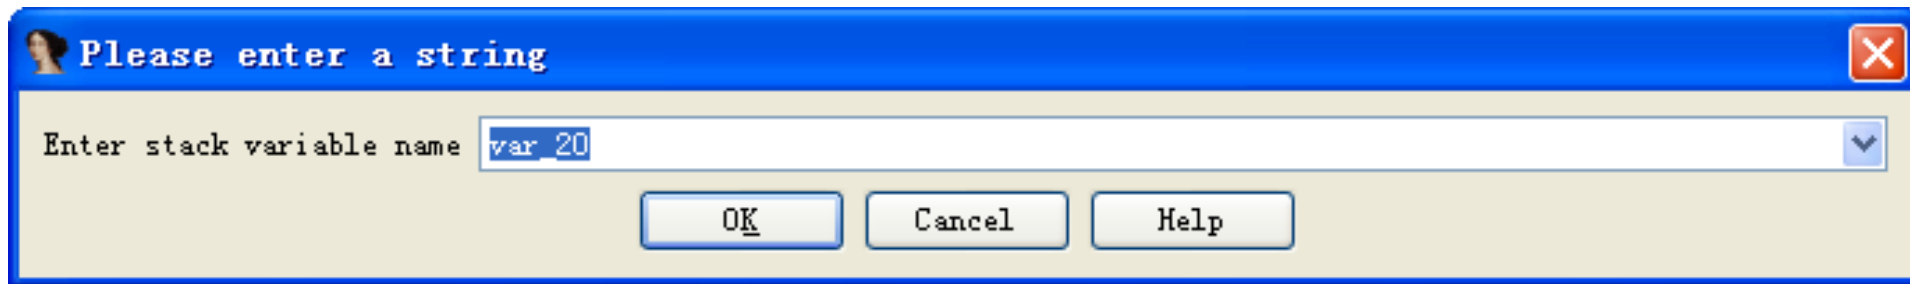 Please enter a string
Enter stack variable name var_20
OK Cancel Help